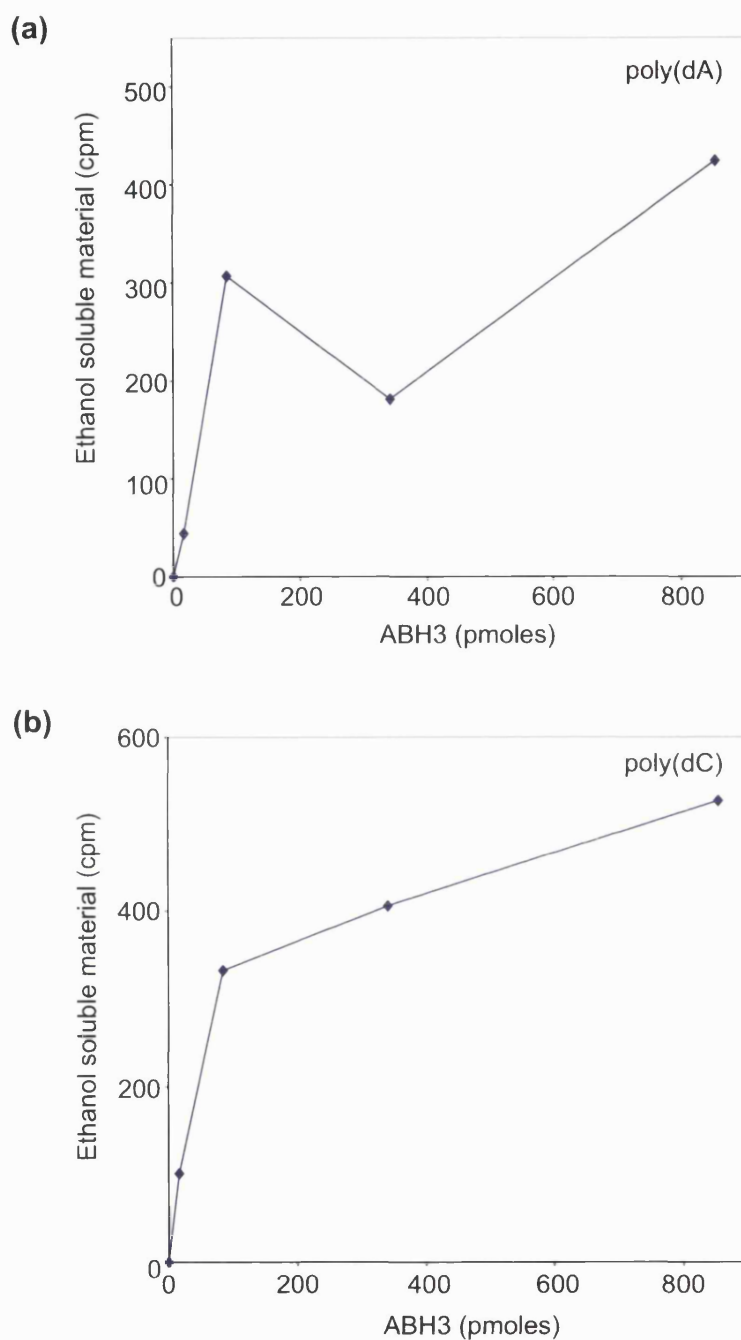 (a)
poly(dA)
Ethanol soluble material (cpm)
500
400
300
200
100
0
0 200 400 600 800
ABH3 (pmoles)
(b)
poly(dC)
Ethanol soluble material (cpm)
600
400
200
0
0 200 400 600 800
ABH3 (pmoles)